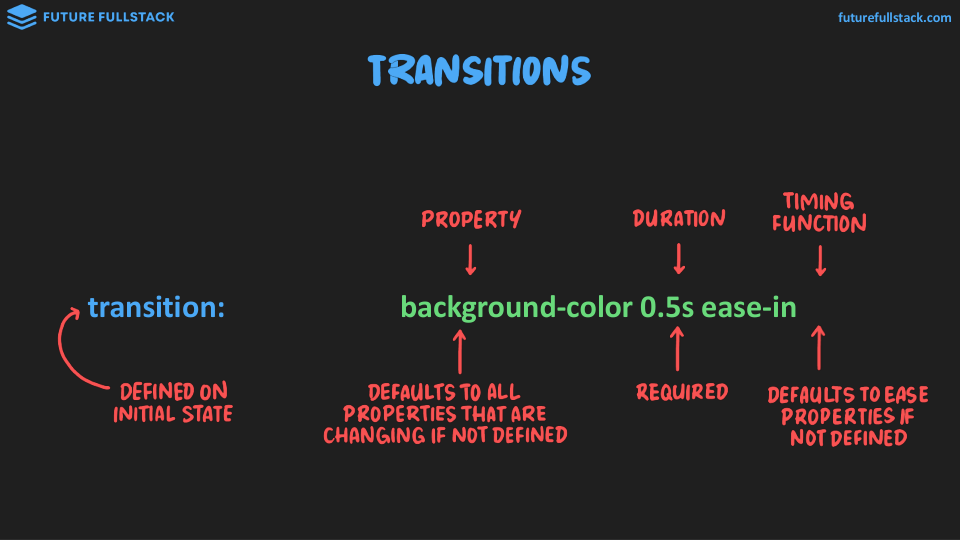 FUTURE FULLSTACK
futurefullstack.com
TRANSITIONS
PROPERTY
DURATION
TIMING
FUNCTION
transition:
background-color 0.5s ease-in
DEFINED ON
INITIAL STATE
DEFAULTS TO ALL
PROPERTIES THAT ARE
CHANGING IF NOT DEFINED
REQUIRED
DEFAULTS TO EASE
PROPERTIES IF
NOT DEFINED